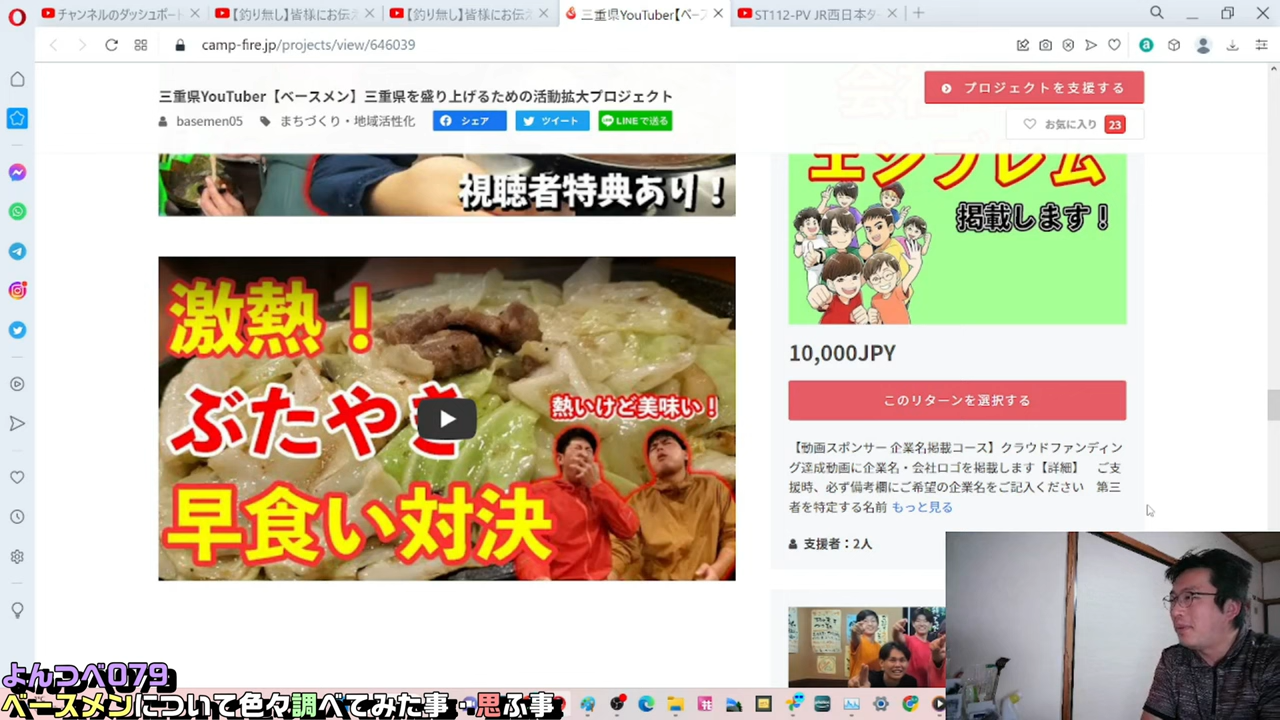 チャンネルのダッシュボート
【釣り無し】皆様にお伝え
【釣り無し】皆様にお伝え
三重県YouTuber【ベース
ST112-PV JR西日本ター
camp-fire.jp/projects/view/646039
三重県YouTuber【ベースメン】三重県を盛り上げるための活動拡大プロジェクト
basemen05 まちづくり・地域活性化 シェア ツイート LINEで送る
プロジェクトを支援する
お気に入り 23
視聴者特典あり！
激熱！
ぶたやき
早食い対決
熱いけど美味い！
エンブレム
掲載します！
10,000JPY
このリターンを選択する
【動画スポンサー 企業名掲載コース】クラウドファンディン
グ達成動画に企業名・会社ロゴを掲載します【詳細】　ご支
援時、必ず備考欄にご希望の企業名をご記入ください　第三
者を特定する名前 もっと見る
支援者：2人
よんつべ079
ベースメンについて色々調べてみた事・思ふ事